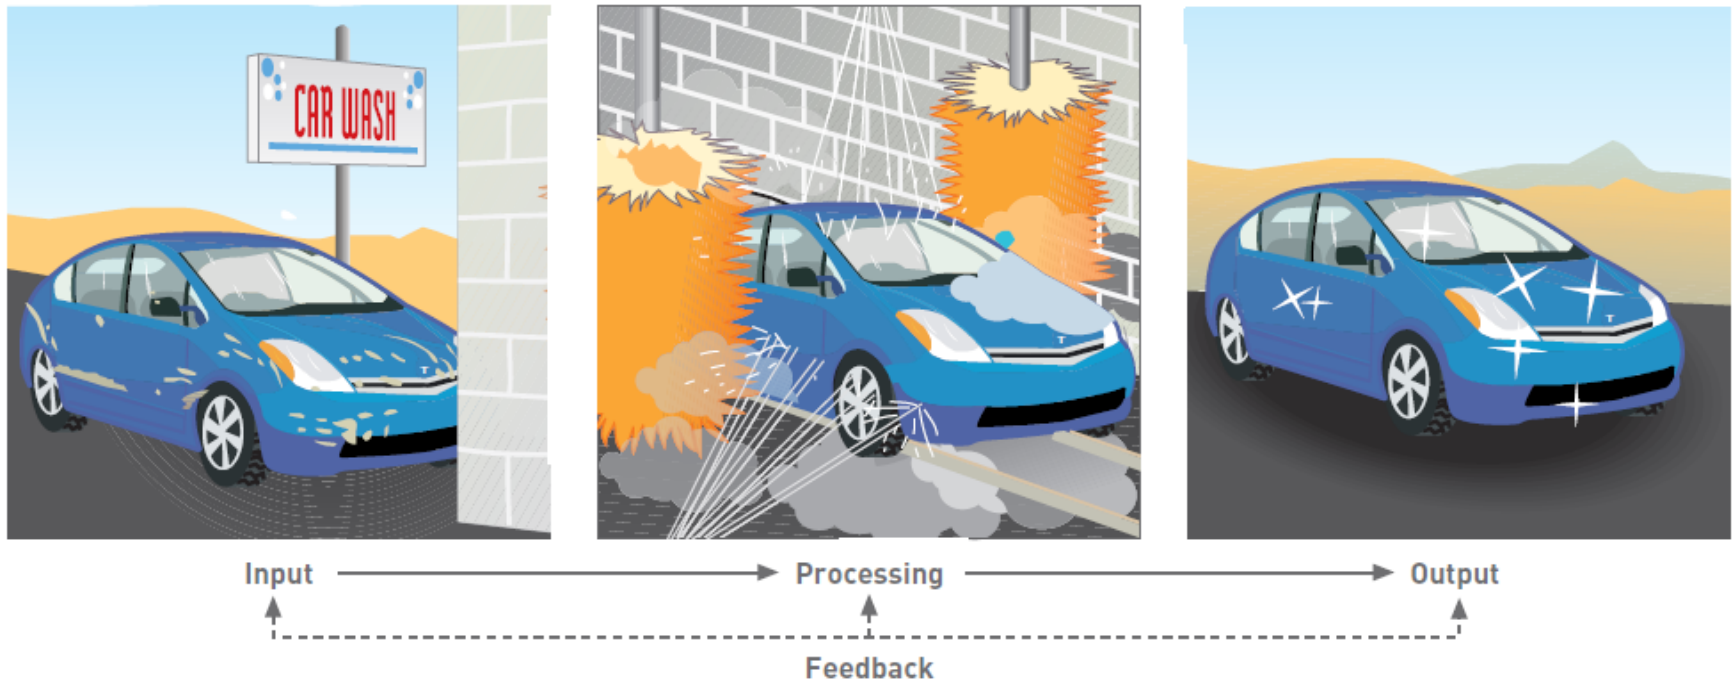 CAR WASH
T
T
T
Input
Processing
Output
Feedback